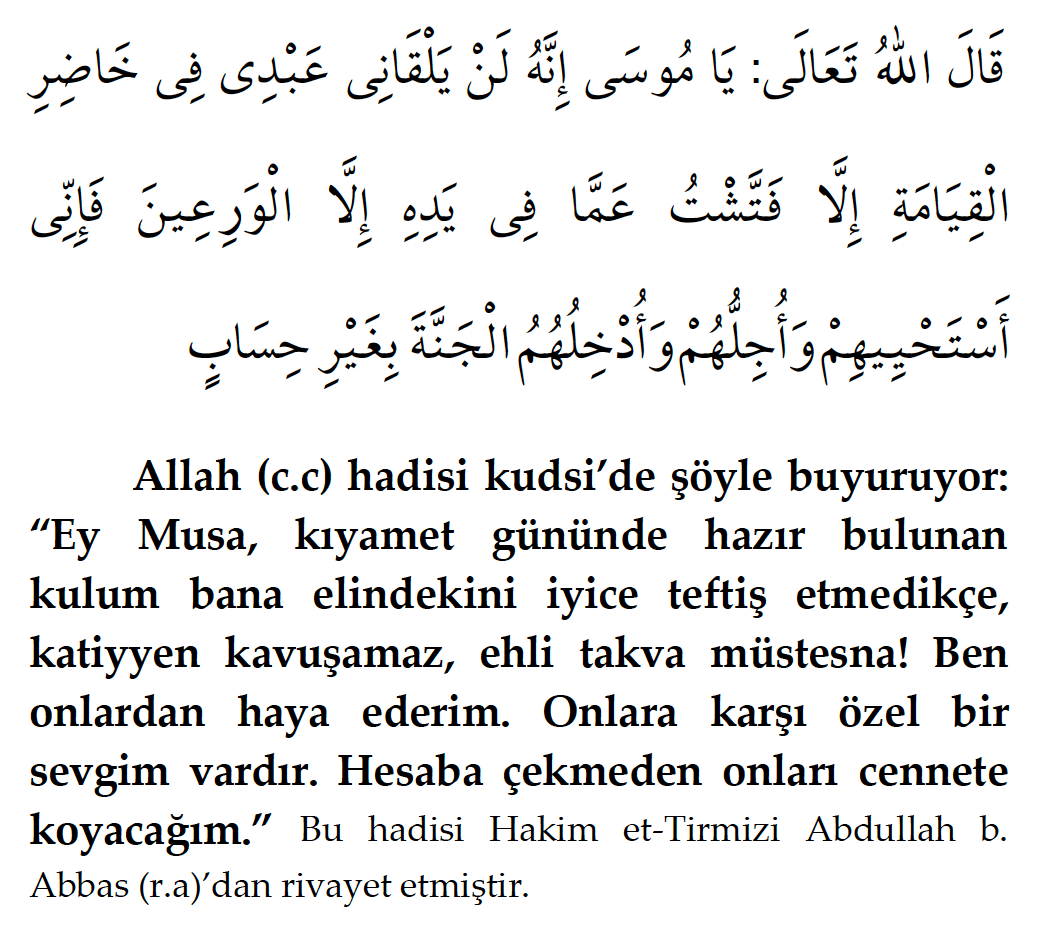 قَالَ اللهُ تَعَالَى: يَا مُوسَى إِنَّهُ لَنْ يَلْقَانِى عَبْدِى فِى حَاضِرِ
الْقِيَامَةِ إِلَّا فَتَّشْتُ عَمَّا فِى يَدِهِ إِلَّا الْوَرِعِينَ فَإِنِّى
أَسْتَحْيِيهِمْ وَأُجِلُّهُمْ وَأُدْخِلُهُمُ الْجَنَّةَ بِغَيْرِ حِسَابٍ
Allah (c.c) hadisi kudsi’de şöyle buyuruyor:
“Ey Musa, kıyamet gününde hazır bulunan
kulum bana elindekini iyice teftiş etmedikçe,
katiyyen kavuşamaz, ehli takva müstesna! Ben
onlardan haya ederim. Onlara karşı özel bir
sevgim vardır. Hesaba çekmeden onları cennete
koyacağım.” Bu hadisi Hakim et-Tirmizi Abdullah b.
Abbas (r.a)’dan rivayet etmiştir.